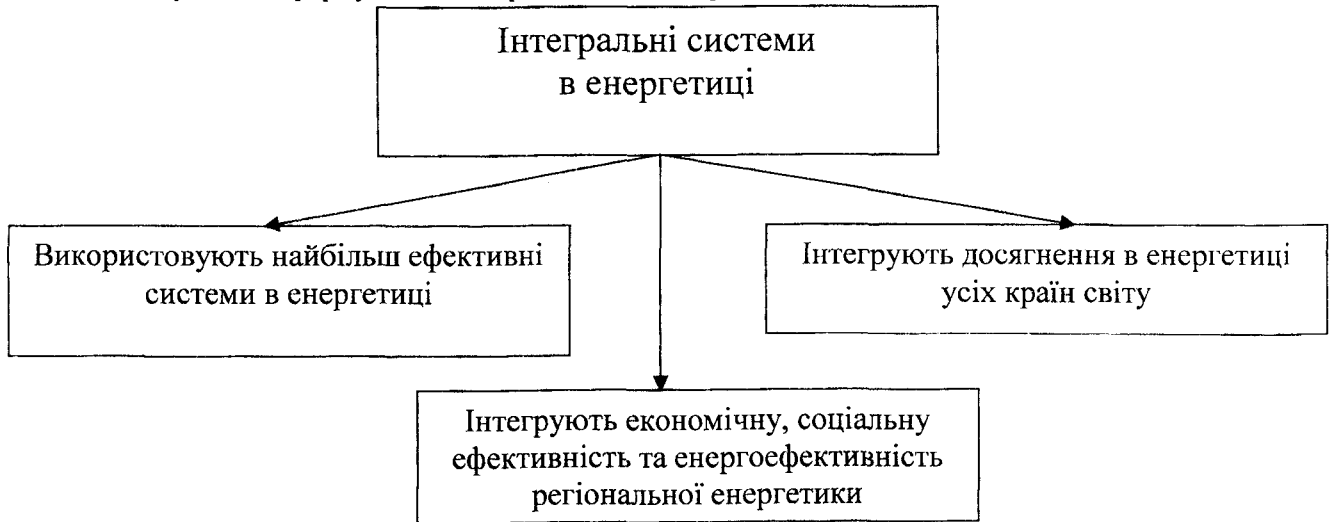 Інтегральні системи
в енергетиці
Використовують найбільш ефективні
системи в енергетиці
Інтегрують досягнення в енергетиці
усіх країн світу
Інтегрують економічну, соціальну
ефективність та енергоефективність
регіональної енергетики